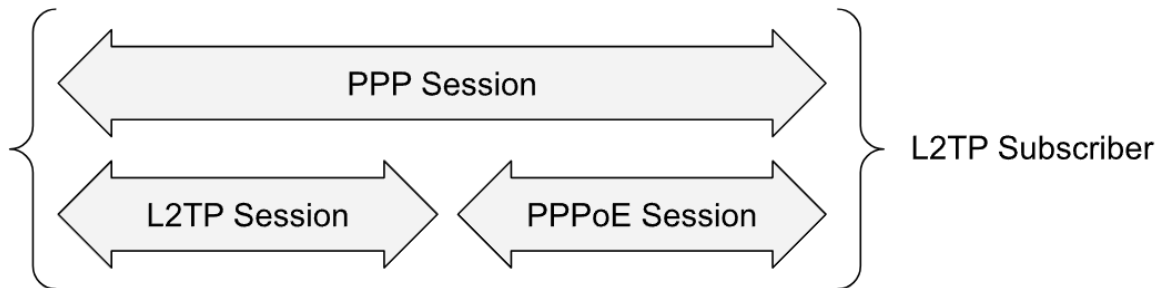 PPP Session
L2TP Subscriber
L2TP Session
PPPoE Session